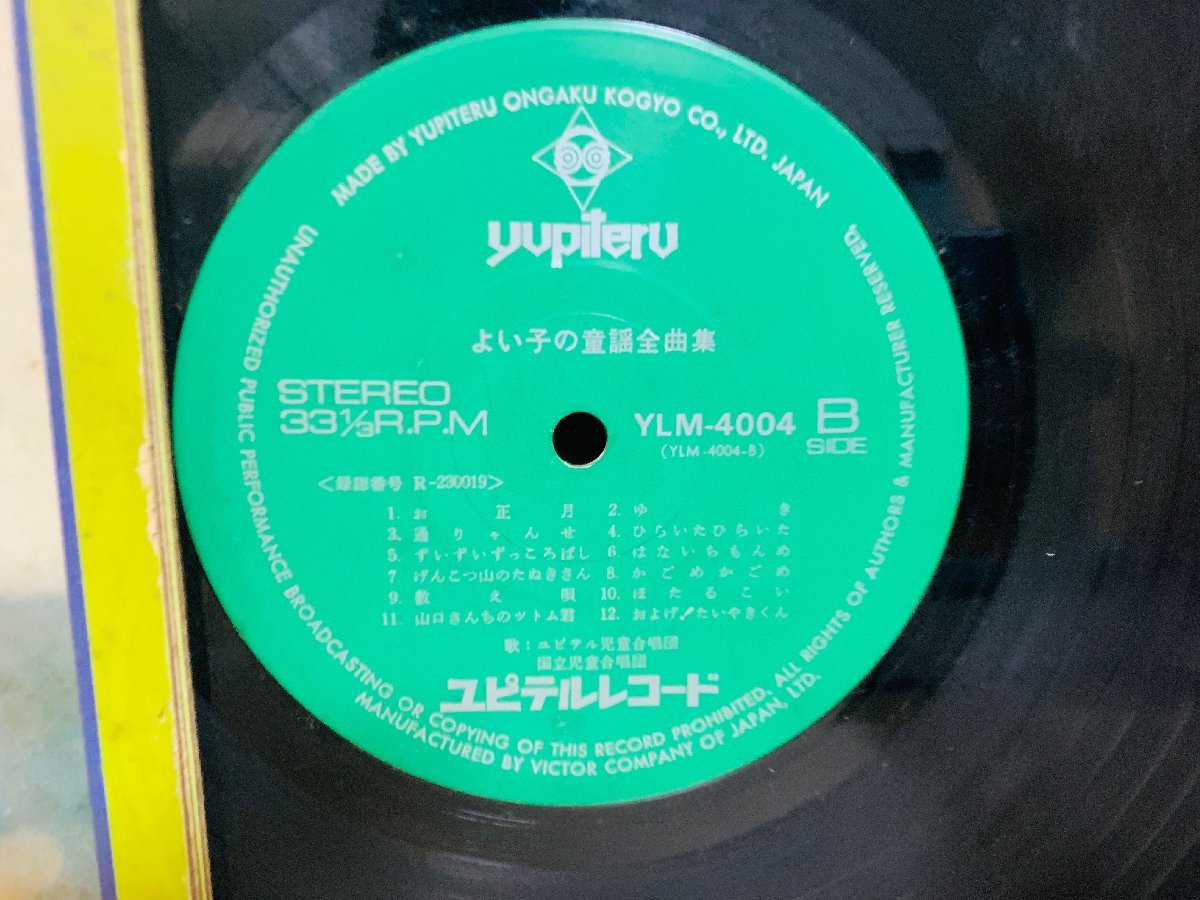 MADE BY YUPITERU ONGAKU KOGYO CO., LTD. JAPAN
yupiteru
よい子の童謡全曲集
STEREO
33⅓R.P.M
YLM-4004
(YLM-4004-B)
B
SIDE
<録認番号 R-230019>
1. お正月 2. ゆき
3. 通りゃんせ 4. ひらいたひらいた
5. ずいずいずっころばし 6. はないちもんめ
7 げんこつ山のたぬきさん 8. かごめかごめ
9. 数え唄 10. ほたるこい
11. 山口さんちのツトム君 12. およげ!たいやきくん
歌:ユピテル児童合唱団
国立児童合唱団
ユピテルレコード
UNAUTHORIZED PUBLIC PERFORMANCE BROADCASTING OR COPYING OF THIS RECORD PROHIBITED. ALL RIGHTS OF AUTHORS & MANUFACTURER RESERVED.
MANUFACTURED BY VICTOR COMPANY OF JAPAN, LTD.